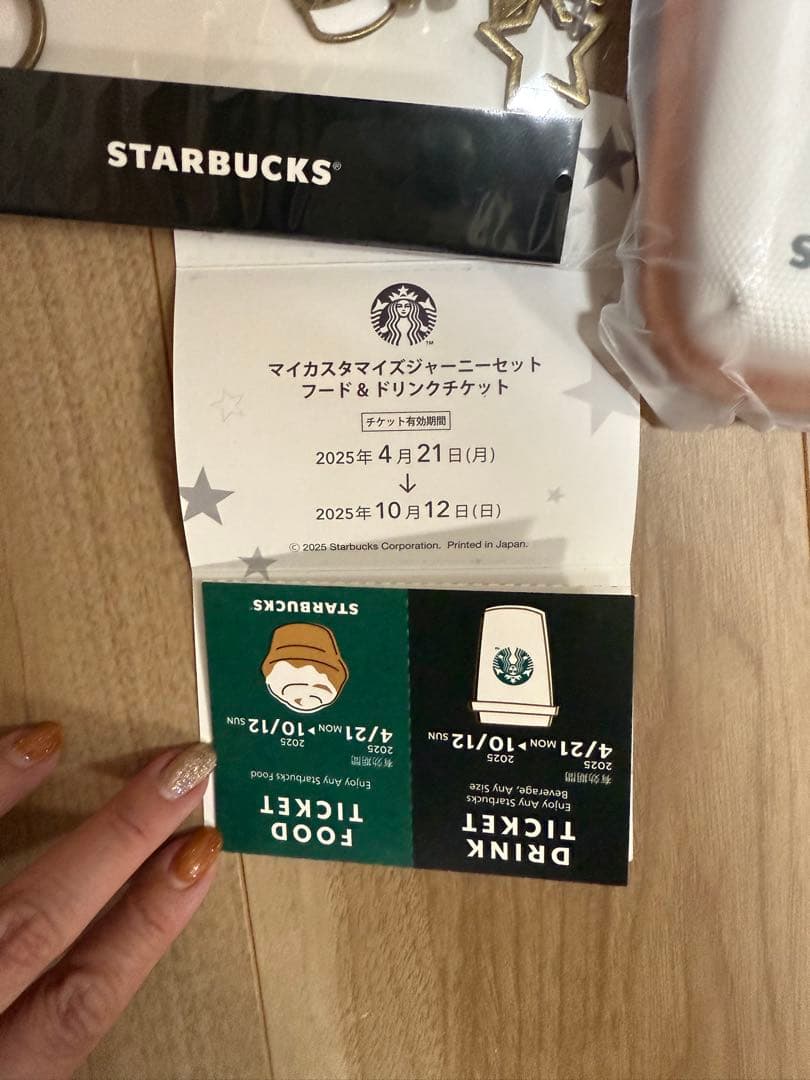 STARBUCKS®
S
マイカスタマイズジャーニーセット
フード & ドリンクチケット
チケット有効期間
2025年 4月21日(月)
↓
2025年10月12日(日)
© 2025 Starbucks Corporation. Printed in Japan.
DRINK
TICKET
Enjoy Any Starbucks
Beverage, Any Size
有効期間
2025 2025
4/21 MON ▸ 10/12 SUN
FOOD
TICKET
Enjoy Any Starbucks Food
有効期間
2025 2025
4/21 MON ▸ 10/12 SUN
STARBUCKS